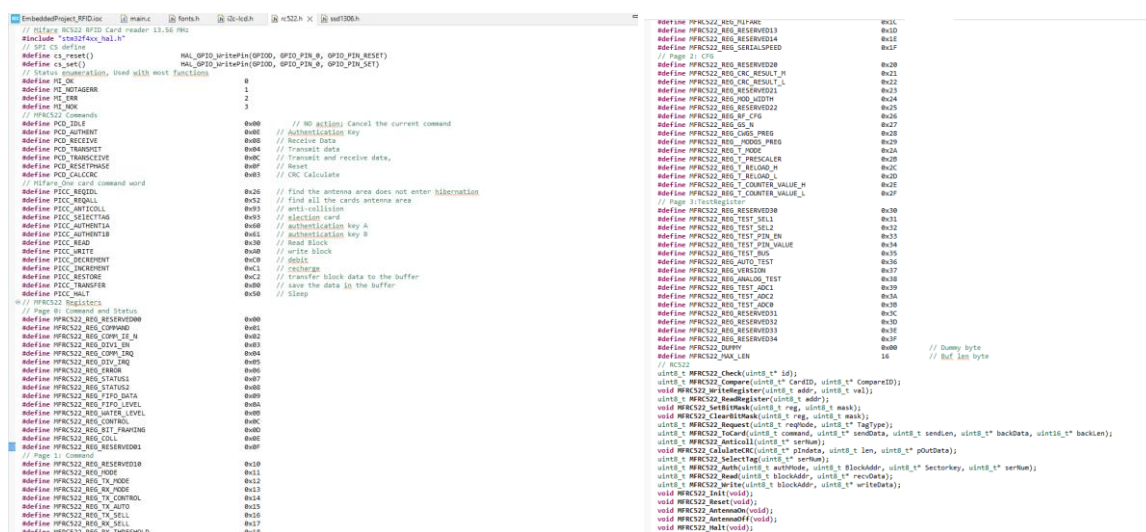 EmbeddedProject_RFID.ioc main.c fonts.h i2c-lcd.h rc522.h ssd1306.h
// Mifare RC522 RFID Card reader 13.56 MHz
#include "stm32f4xx_hal.h"
// SPI CS define
#define cs_reset() HAL_GPIO_WritePin(GPIOD, GPIO_PIN_0, GPIO_PIN_RESET)
#define cs_set() HAL_GPIO_WritePin(GPIOD, GPIO_PIN_0, GPIO_PIN_SET)
// Status enumeration, Used with most functions
#define MI_OK 0
#define MI_NOTAGERR 1
#define MI_ERR 2
#define MI_NOK 3
// MFRC522 Commands
#define PCD_IDLE 0x00 // NO action; Cancel the current command
#define PCD_AUTHENT 0x0E // Authentication Key
#define PCD_RECEIVE 0x08 // Receive Data
#define PCD_TRANSMIT 0x04 // Transmit data
#define PCD_TRANSCEIVE 0x0C // Transmit and receive data,
#define PCD_RESETPHASE 0x0F // Reset
#define PCD_CALCCRC 0x03 // CRC Calculate
// Mifare_One card command word
#define PICC_REQIDL 0x26 // find the antenna area does not enter hibernation
#define PICC_REQALL 0x52 // find all the cards antenna area
#define PICC_ANTICOLL 0x93 // anti-collision
#define PICC_SElECTTAG 0x93 // election card
#define PICC_AUTHENT1A 0x60 // authentication key A
#define PICC_AUTHENT1B 0x61 // authentication key B
#define PICC_READ 0x30 // Read Block
#define PICC_WRITE 0xA0 // write block
#define PICC_DECREMENT 0xC0 // debit
#define PICC_INCREMENT 0xC1 // recharge
#define PICC_RESTORE 0xC2 // transfer block data to the buffer
#define PICC_TRANSFER 0xB0 // save the data in the buffer
#define PICC_HALT 0x50 // Sleep
// MFRC522 Registers
// Page 0: Command and Status
#define MFRC522_REG_RESERVED00 0x00
#define MFRC522_REG_COMMAND 0x01
#define MFRC522_REG_COMM_IE_N 0x02
#define MFRC522_REG_DIV1_EN 0x03
#define MFRC522_REG_COMM_IRQ 0x04
#define MFRC522_REG_DIV_IRQ 0x05
#define MFRC522_REG_ERROR 0x06
#define MFRC522_REG_STATUS1 0x07
#define MFRC522_REG_STATUS2 0x08
#define MFRC522_REG_FIFO_DATA 0x09
#define MFRC522_REG_FIFO_LEVEL 0x0A
#define MFRC522_REG_WATER_LEVEL 0x0B
#define MFRC522_REG_CONTROL 0x0C
#define MFRC522_REG_BIT_FRAMING 0x0D
#define MFRC522_REG_COLL 0x0E
#define MFRC522_REG_RESERVED01 0x0F
// Page 1: Command
#define MFRC522_REG_RESERVED10 0x10
#define MFRC522_REG_MODE 0x11
#define MFRC522_REG_TX_MODE 0x12
#define MFRC522_REG_RX_MODE 0x13
#define MFRC522_REG_TX_CONTROL 0x14
#define MFRC522_REG_TX_AUTO 0x15
#define MFRC522_REG_TX_SELL 0x16
#define MFRC522_REG_RX_SELL 0x17
#define MFRC522_REG_RX_THRESHOLD 0x18
#define MFRC522_REG_MIFARE 0x1C
#define MFRC522_REG_RESERVED13 0x1D
#define MFRC522_REG_RESERVED14 0x1E
#define MFRC522_REG_SERIALSPEED 0x1F
// Page 2: CFG
#define MFRC522_REG_RESERVED20 0x20
#define MFRC522_REG_CRC_RESULT_M 0x21
#define MFRC522_REG_CRC_RESULT_L 0x22
#define MFRC522_REG_RESERVED21 0x23
#define MFRC522_REG_MOD_WIDTH 0x24
#define MFRC522_REG_RESERVED22 0x25
#define MFRC522_REG_RF_CFG 0x26
#define MFRC522_REG_GS_N 0x27
#define MFRC522_REG_CWGS_PREG 0x28
#define MFRC522_REG__MODGS_PREG 0x29
#define MFRC522_REG_T_MODE 0x2A
#define MFRC522_REG_T_PRESCALER 0x2B
#define MFRC522_REG_T_RELOAD_H 0x2C
#define MFRC522_REG_T_RELOAD_L 0x2D
#define MFRC522_REG_T_COUNTER_VALUE_H 0x2E
#define MFRC522_REG_T_COUNTER_VALUE_L 0x2F
// Page 3:TestRegister
#define MFRC522_REG_RESERVED30 0x30
#define MFRC522_REG_TEST_SEL1 0x31
#define MFRC522_REG_TEST_SEL2 0x32
#define MFRC522_REG_TEST_PIN_EN 0x33
#define MFRC522_REG_TEST_PIN_VALUE 0x34
#define MFRC522_REG_TEST_BUS 0x35
#define MFRC522_REG_AUTO_TEST 0x36
#define MFRC522_REG_VERSION 0x37
#define MFRC522_REG_ANALOG_TEST 0x38
#define MFRC522_REG_TEST_ADC1 0x39
#define MFRC522_REG_TEST_ADC2 0x3A
#define MFRC522_REG_TEST_ADC0 0x3B
#define MFRC522_REG_RESERVED31 0x3C
#define MFRC522_REG_RESERVED32 0x3D
#define MFRC522_REG_RESERVED33 0x3E
#define MFRC522_REG_RESERVED34 0x3F
#define MFRC522_DUMMY 0x00 // Dummy byte
#define MFRC522_MAX_LEN 16 // Buf len byte
// RC522
uint8_t MFRC522_Check(uint8_t* id);
uint8_t MFRC522_Compare(uint8_t* CardID, uint8_t* CompareID);
void MFRC522_WriteRegister(uint8_t addr, uint8_t val);
uint8_t MFRC522_ReadRegister(uint8_t addr);
void MFRC522_SetBitMask(uint8_t reg, uint8_t mask);
void MFRC522_ClearBitMask(uint8_t reg, uint8_t mask);
uint8_t MFRC522_Request(uint8_t reqMode, uint8_t* TagType);
uint8_t MFRC522_ToCard(uint8_t command, uint8_t* sendData, uint8_t sendLen, uint8_t* backData, uint16_t* backLen);
uint8_t MFRC522_Anticoll(uint8_t* serNum);
void MFRC522_CalulateCRC(uint8_t* pIndata, uint8_t len, uint8_t* pOutData);
uint8_t MFRC522_SelectTag(uint8_t* serNum);
uint8_t MFRC522_Auth(uint8_t authMode, uint8_t BlockAddr, uint8_t* Sectorkey, uint8_t* serNum);
uint8_t MFRC522_Read(uint8_t blockAddr, uint8_t* recvData);
uint8_t MFRC522_Write(uint8_t blockAddr, uint8_t* writeData);
void MFRC522_Init(void);
void MFRC522_Reset(void);
void MFRC522_AntennaOn(void);
void MFRC522_AntennaOff(void);
void MFRC522_Halt(void);